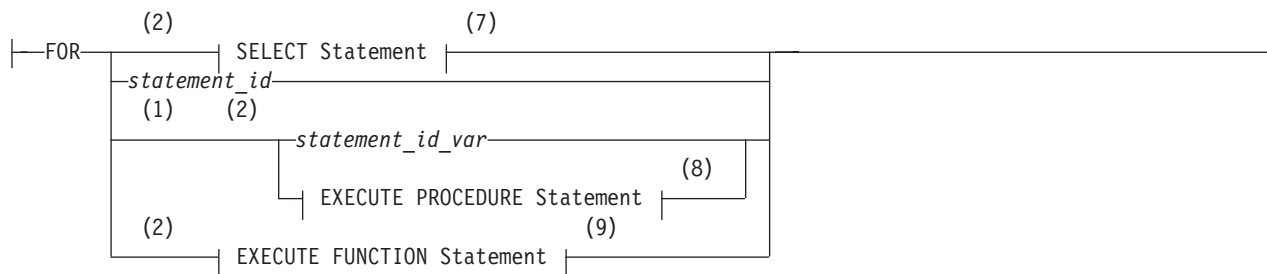 (2) (7)
FOR SELECT Statement
statement_id
(1) (2)
statement_id_var
(8)
EXECUTE PROCEDURE Statement
(2) (9)
EXECUTE FUNCTION Statement